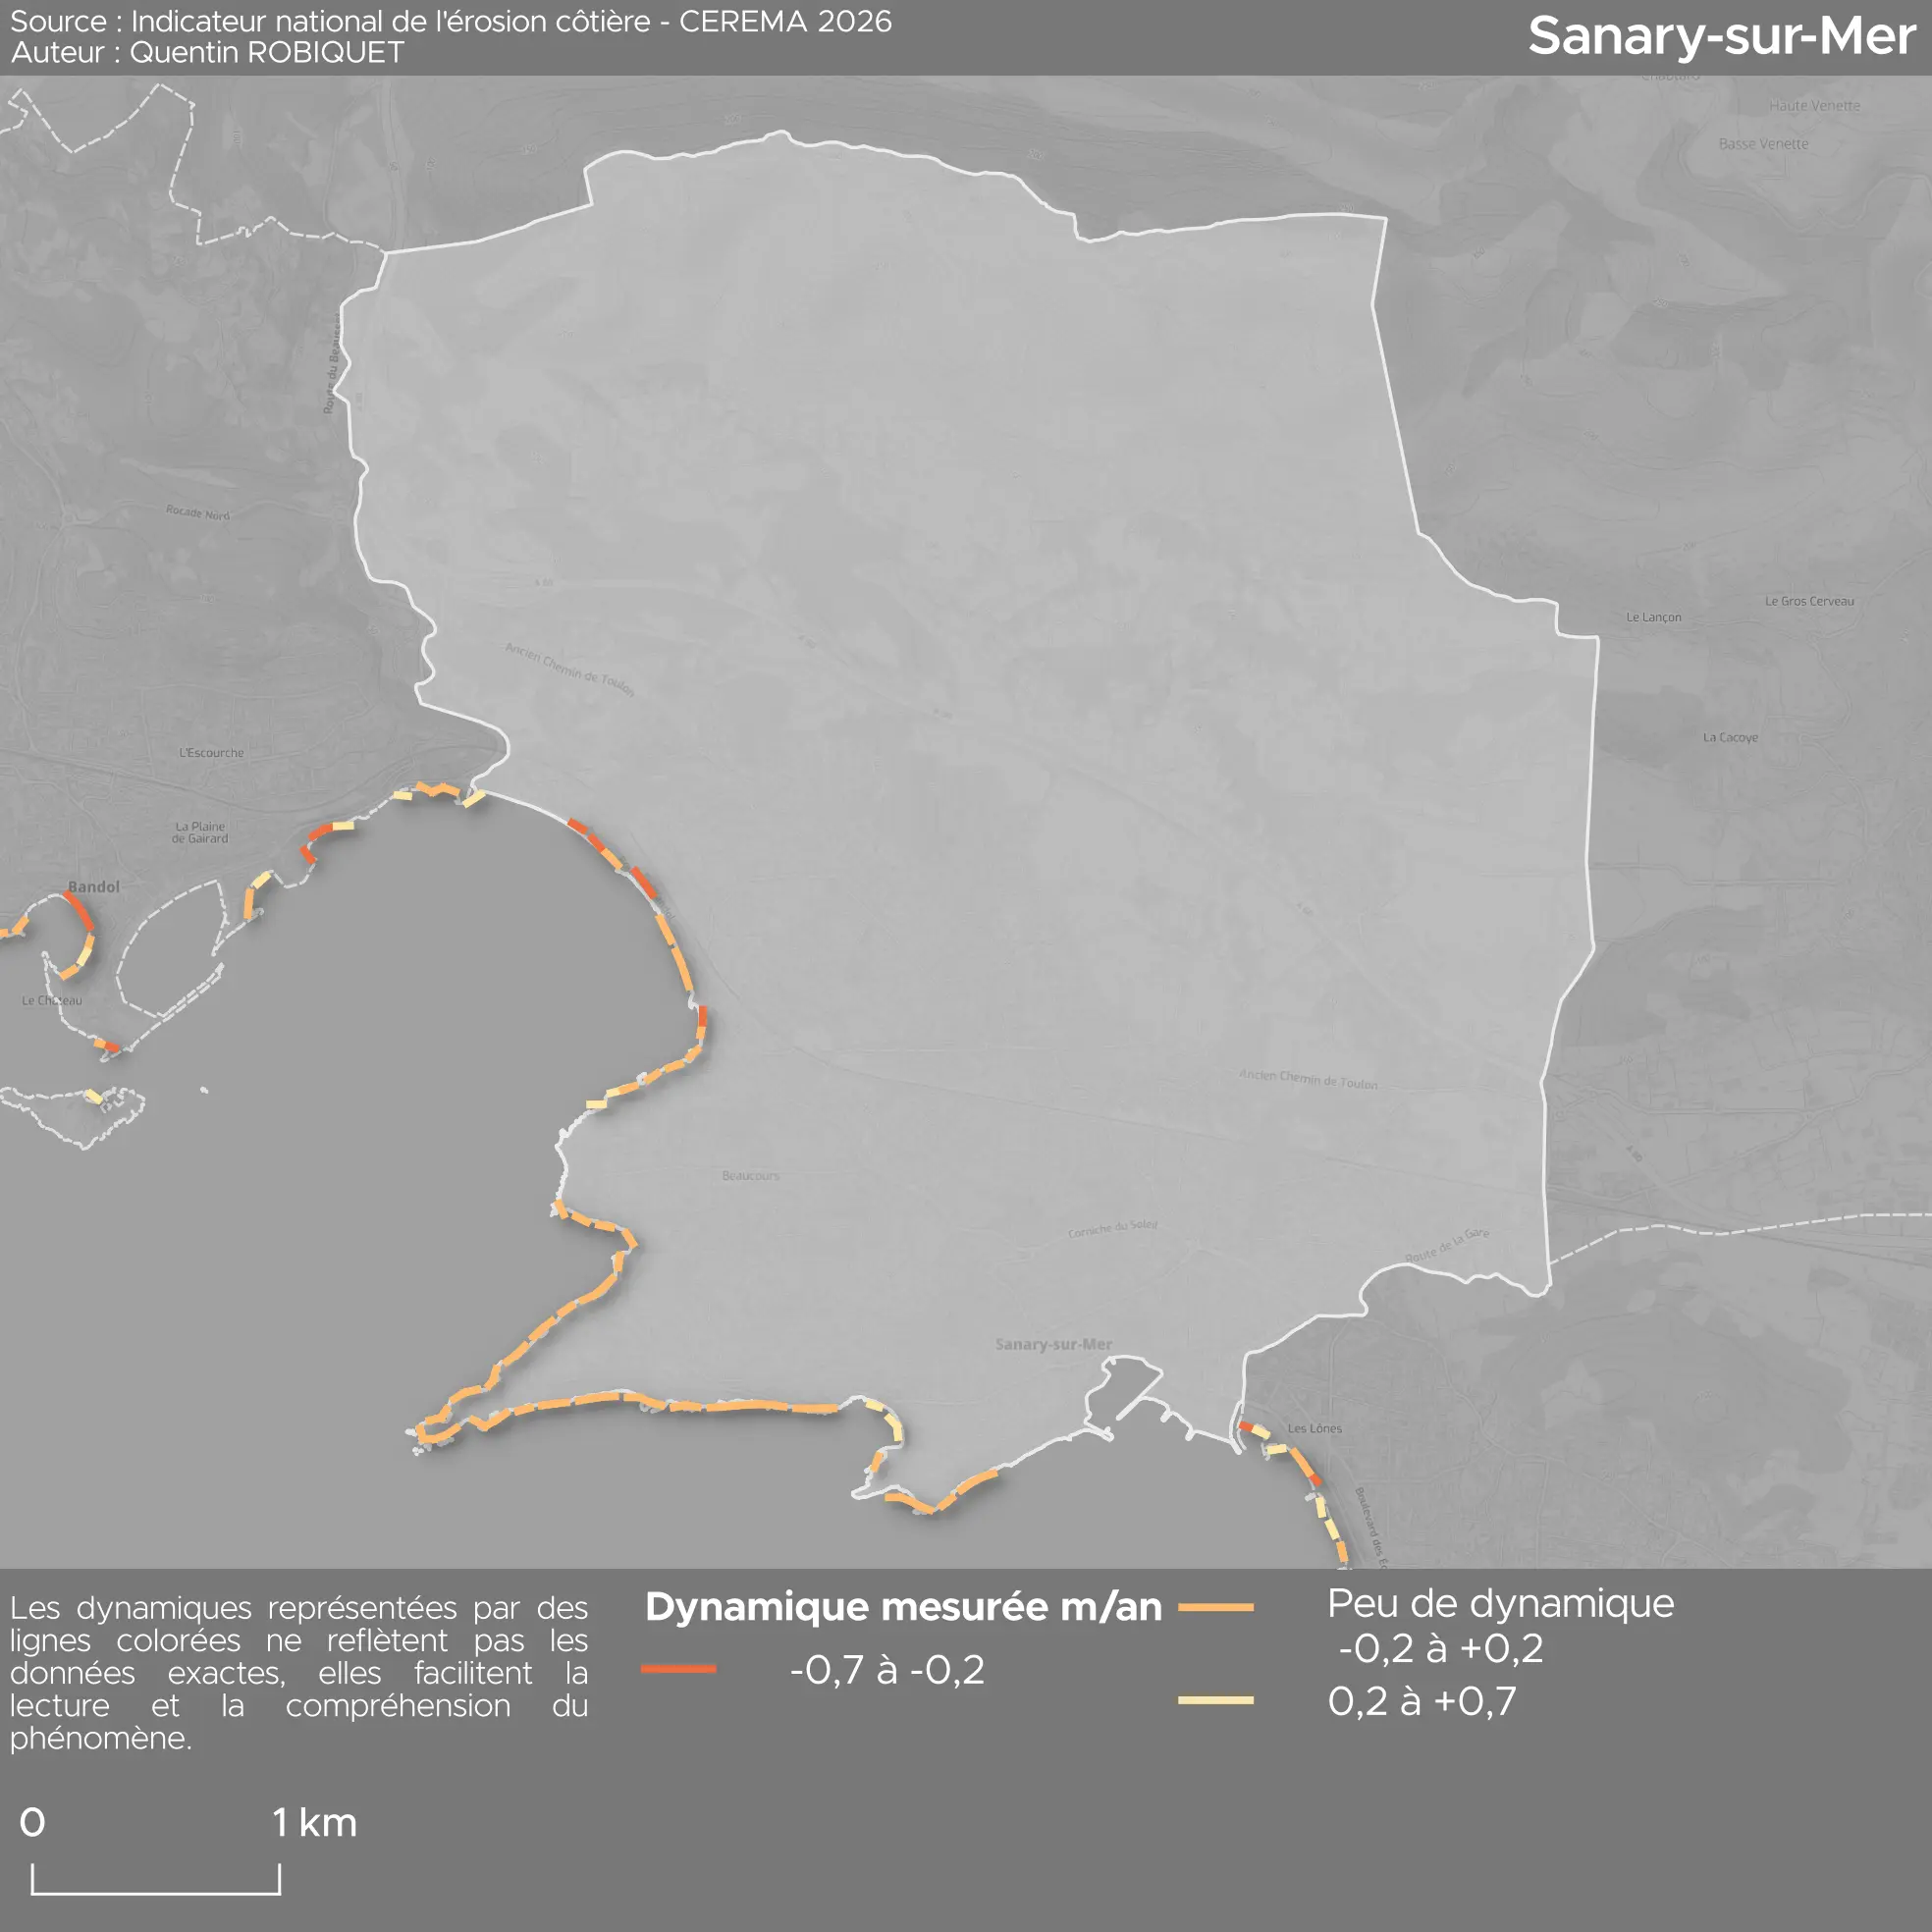 Source : Indicateur national de l'érosion côtière - CEREMA 2026
Auteur : Quentin ROBIQUET
Sanary-sur-Mer
Haute Venette
Basse Venette
Route du Beausset
Rocade Nord
Le Gros Cerveau
Le Lançon
Ancien Chemin de Toulon
La Cacoye
L'Escourche
La Plaine
de Gairard
Bandol
Le Château
Ancien Chemin de Toulon
Beaucours
Corniche du Soleil
Route de la Gare
Sanary-sur-Mer
Les Lônes
Boulevard des
Les dynamiques représentées par des
lignes colorées ne reflètent pas les
données exactes, elles facilitent la
lecture et la compréhension du
phénomène.
Dynamique mesurée m/an
-0,7 à -0,2
Peu de dynamique
-0,2 à +0,2
0,2 à +0,7
0 1 km